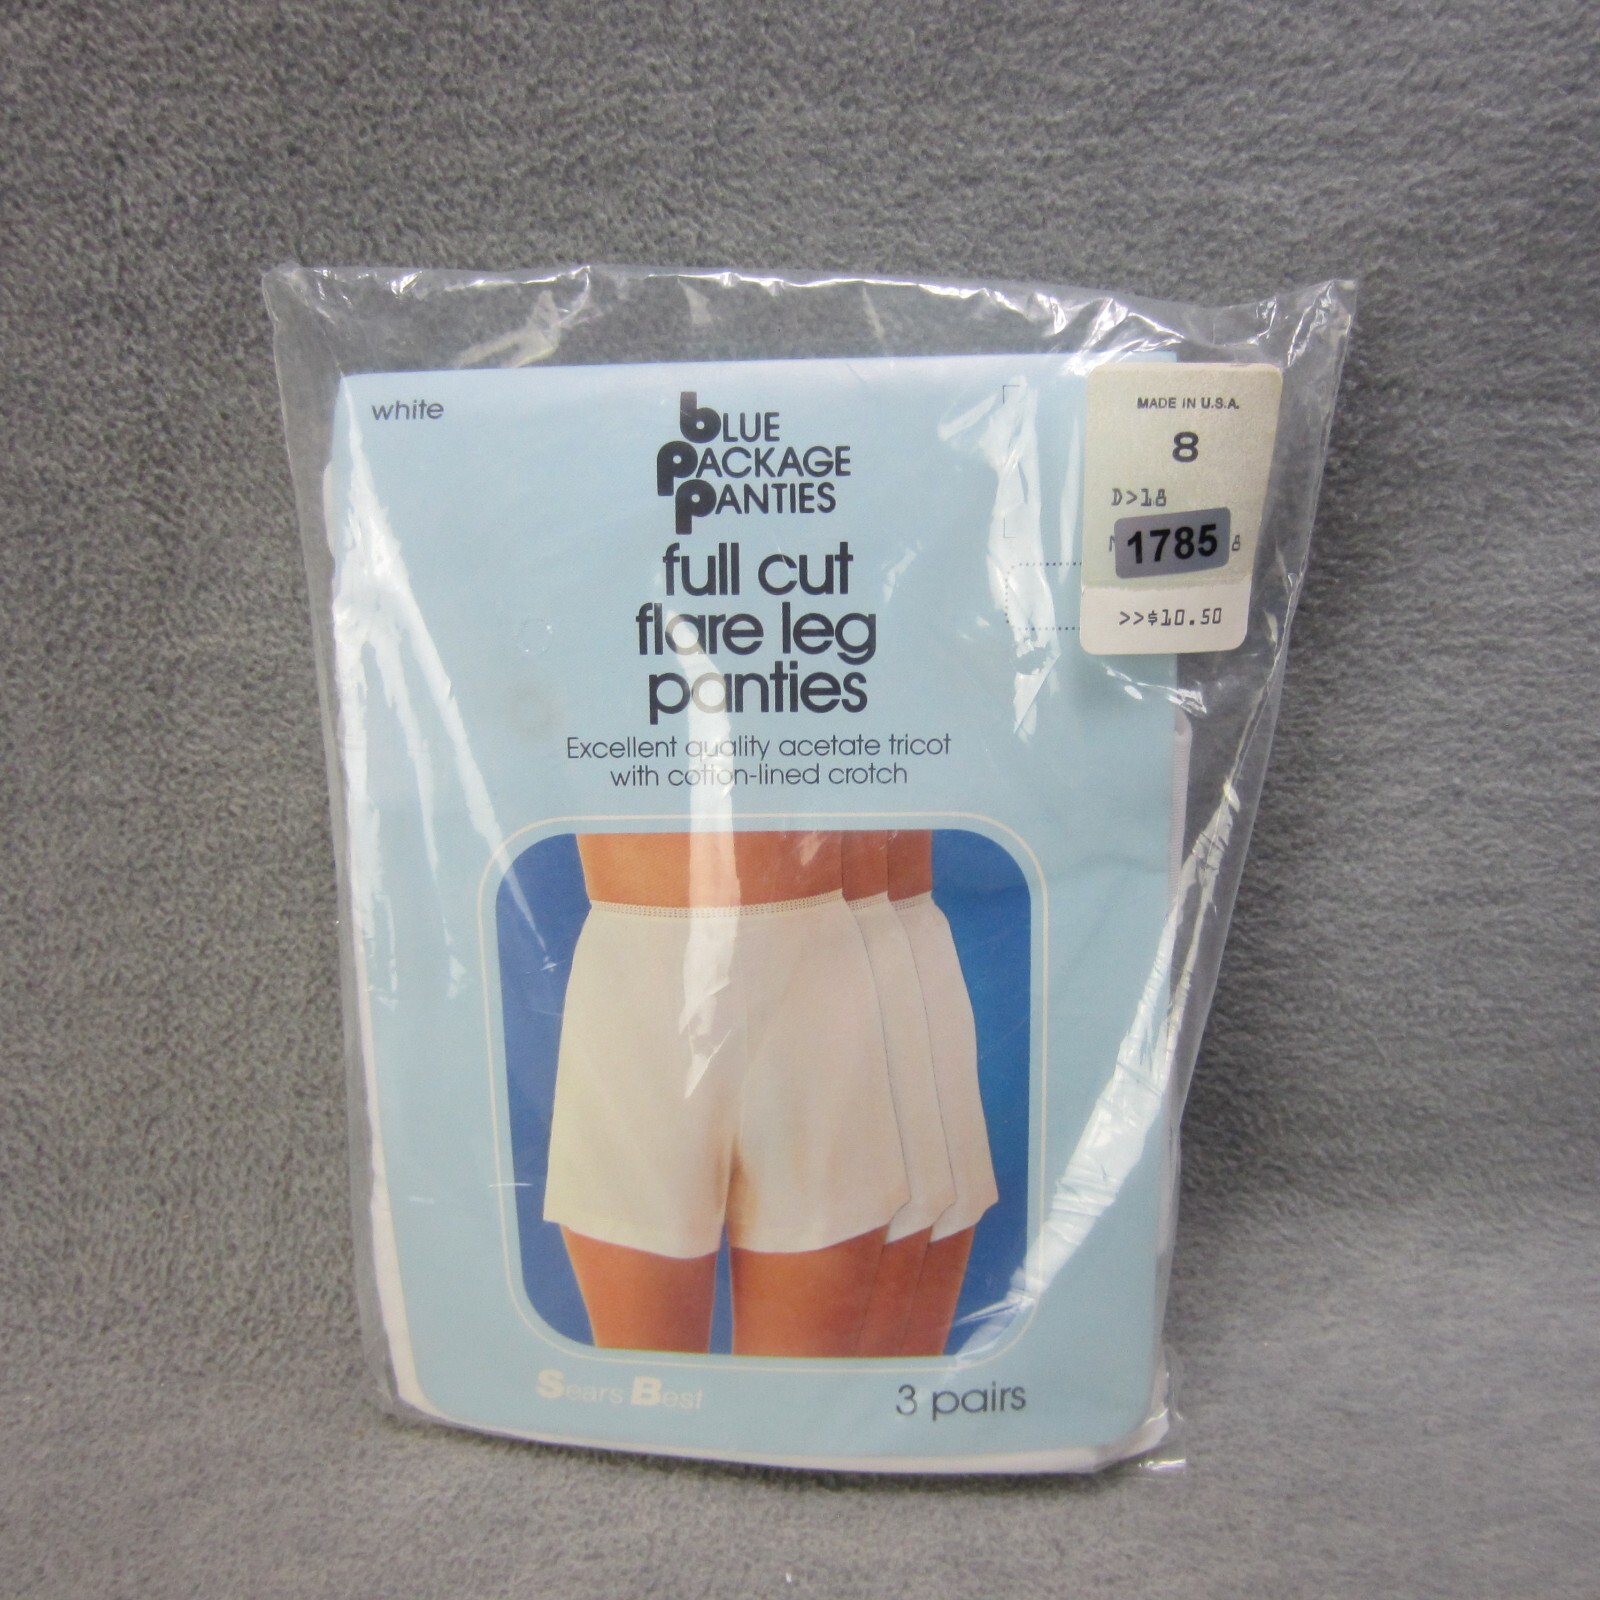 white
bLUE
PACKAGE
PANTIES
full cut
flare leg
panties
Excellent quality acetate tricot
with cotton-lined crotch
Sears Best
3 pairs
MADE IN U.S.A.
8
D>18
1785
>>$10.50